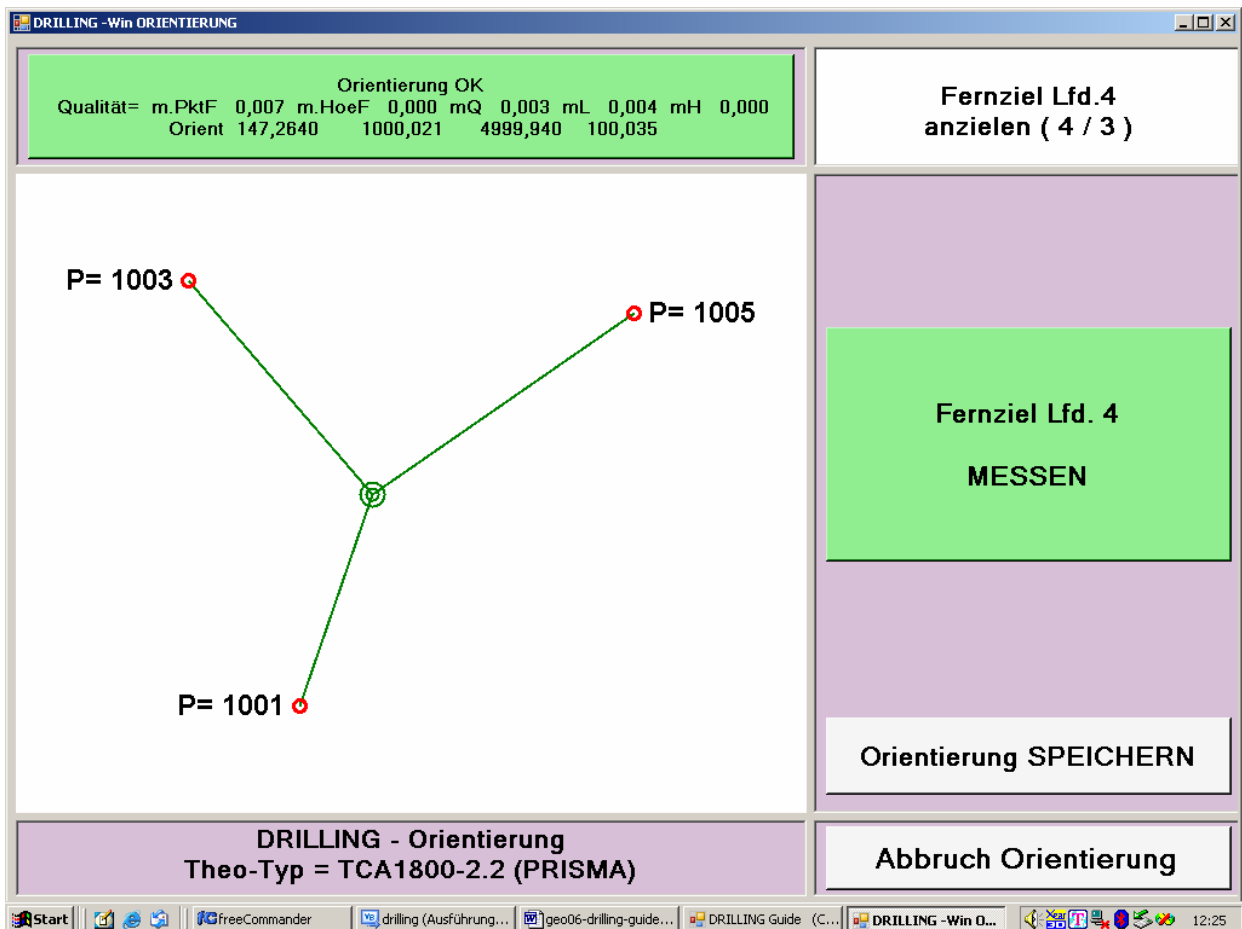 DRILLING -Win ORIENTIERUNG
Orientierung OK
Qualität= m.PktF 0,007 m.HoeF 0,000 mQ 0,003 mL 0,004 mH 0,000
Orient 147,2640 1000,021 4999,940 100,035
Fernziel Lfd.4
anzielen ( 4 / 3 )
P= 1003
P= 1005
P= 1001
Fernziel Lfd. 4
MESSEN
Orientierung SPEICHERN
DRILLING - Orientierung
Theo-Typ = TCA1800-2.2 (PRISMA)
Abbruch Orientierung
Start freeCommander drilling (Ausführung... geo06-drilling-guide... DRILLING Guide (C... DRILLING -Win O... 12:25